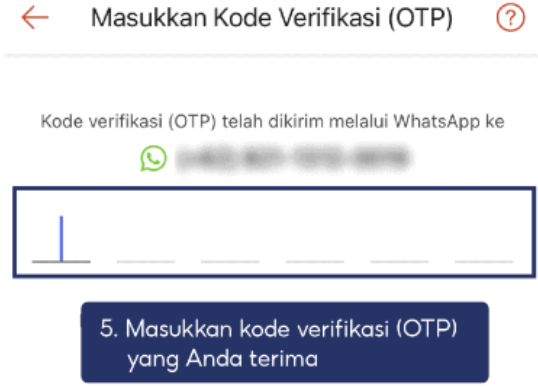 Masukkan Kode Verifikasi (OTP)
Kode verifikasi (OTP) telah dikirim melalui WhatsApp ke
5. Masukkan kode verifikasi (OTP)
yang Anda terima